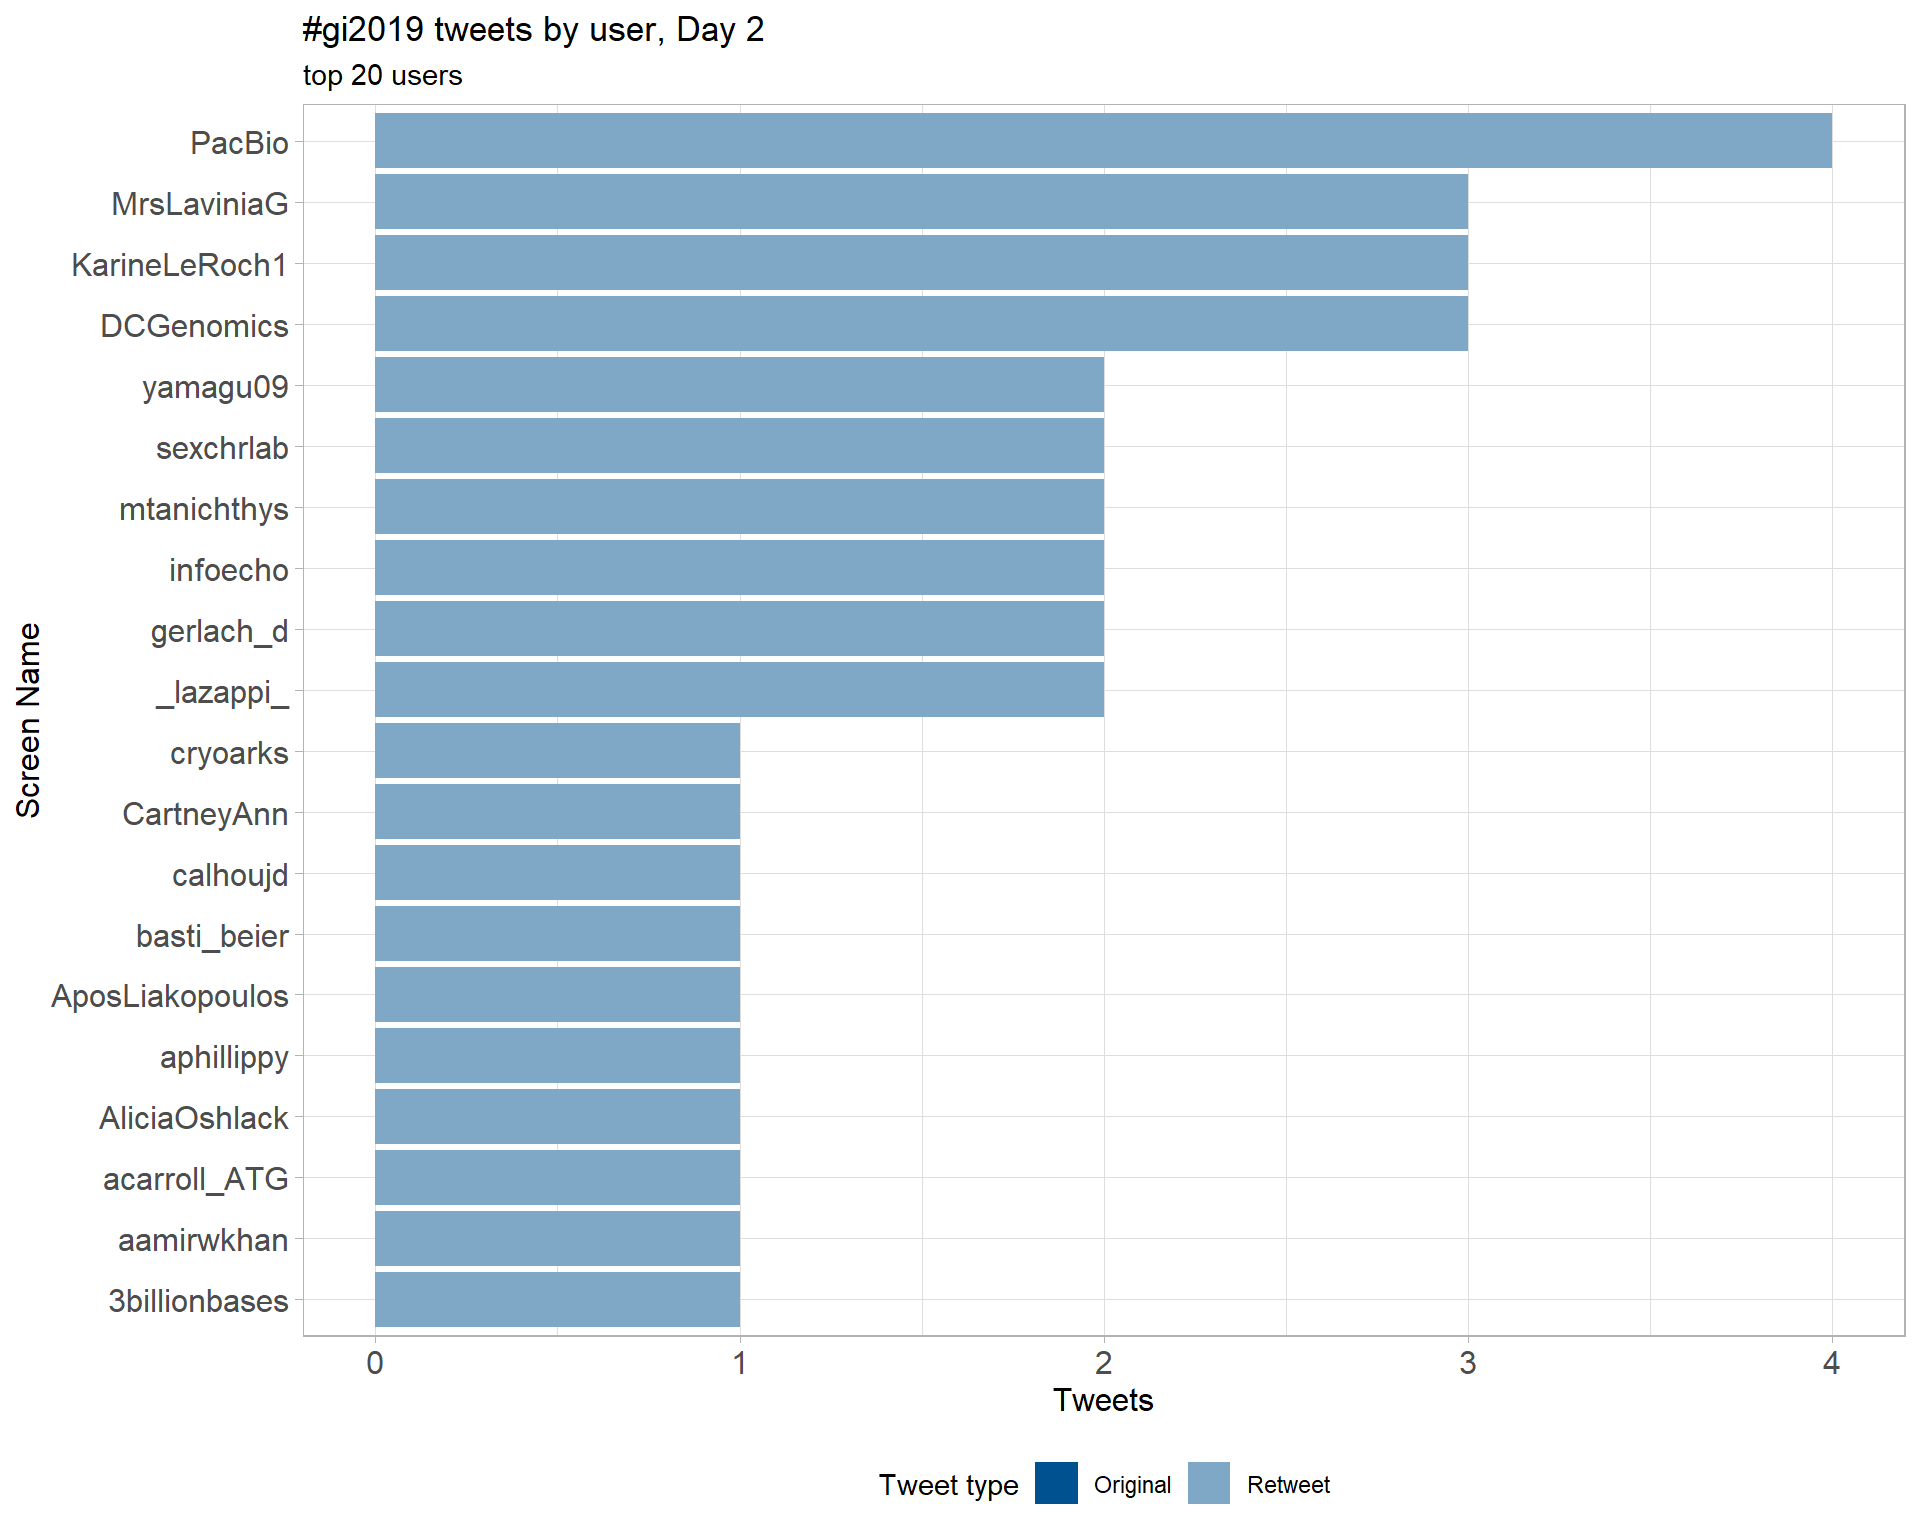 #gi2019 tweets by user, Day 2
top 20 users
PacBio
MrsLaviniaG
KarineLeRoch1
DCGenomics
yamagu09
sexchrlab
mtanichthys
infoecho
gerlach_d
_lazappi_
cryoarks
CartneyAnn
calhoujd
basti_beier
AposLiakopoulos
aphillippy
AliciaOshlack
acarroll_ATG
aamirwkhan
3billionbases
Screen Name
0 1 2 3 4
Tweets
Tweet type Original Retweet